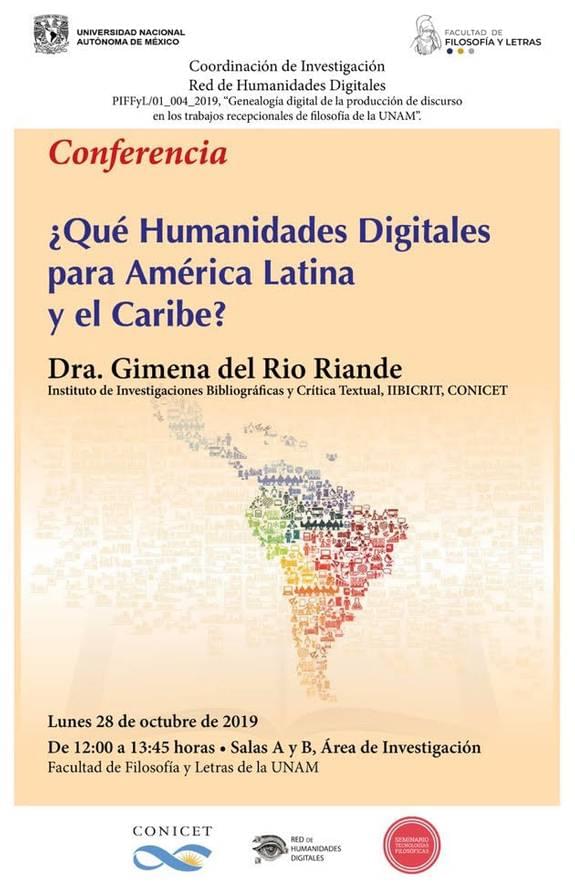 UNIVERSIDAD NACIONAL
AUTÓNOMA DE MÉXICO
FACULTAD DE
FILOSOFÍA Y LETRAS
Coordinación de Investigación
Red de Humanidades Digitales
PIFFyL/01_004_2019, “Genealogía digital de la producción de discurso
en los trabajos recepcionales de filosofía de la UNAM”.
Conferencia
¿Qué Humanidades Digitales
para América Latina
y el Caribe?
Dra. Gimena del Rio Riande
Instituto de Investigaciones Bibliográficas y Crítica Textual, IIBICRIT, CONICET
Lunes 28 de octubre de 2019
De 12:00 a 13:45 horas • Salas A y B, Área de Investigación
Facultad de Filosofía y Letras de la UNAM
CONICET
RED DE
HUMANIDADES
DIGITALES
SEMINARIO
TECNOLOGÍAS
FILOSÓFICAS